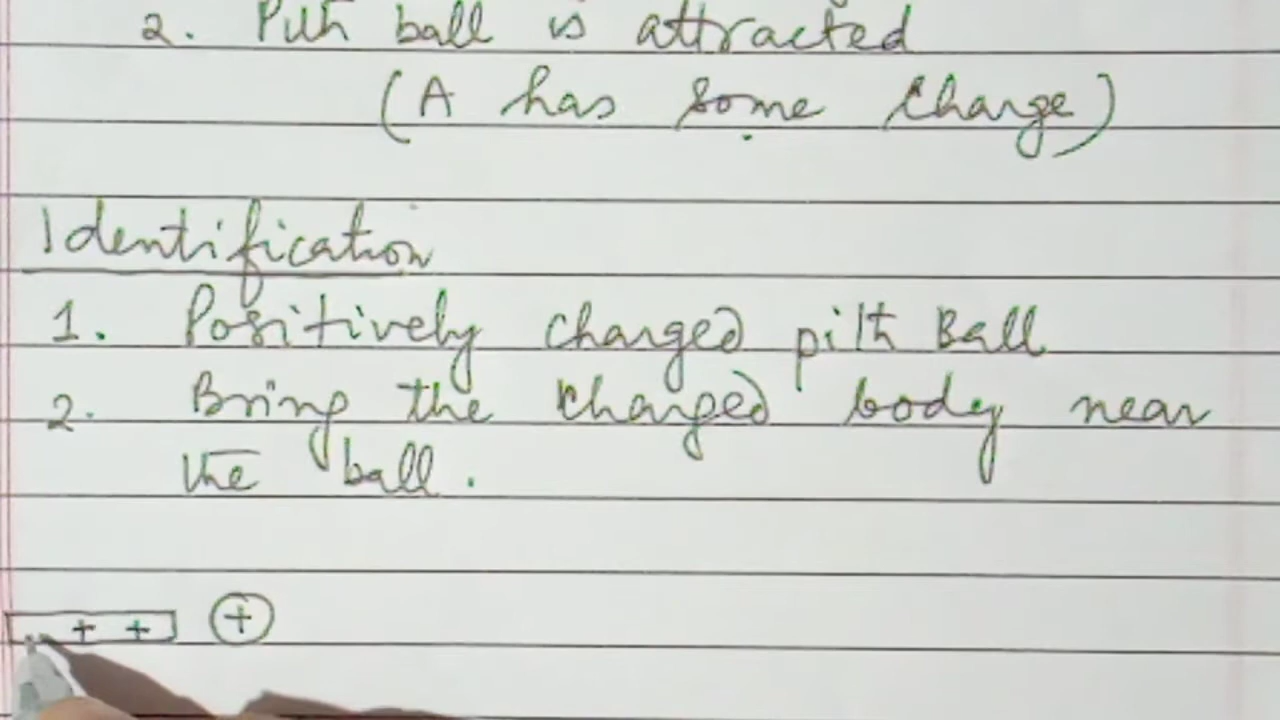 2. Pith ball is attracted
(A has some charge)
Identification
1. Positively charged pith Ball
2. Bring the charged body near
the ball.
+ + +